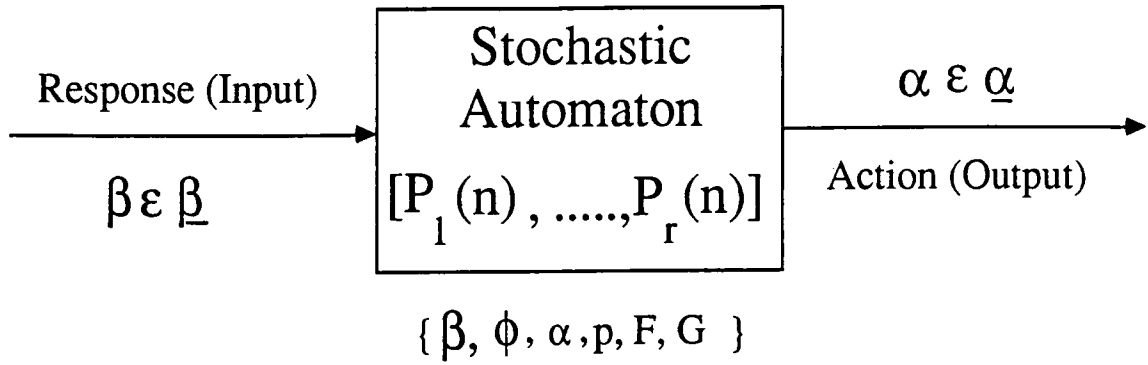 Response (Input)
β ε β̲
Stochastic
Automaton
[P₁(n) , .....,Pᵣ(n)]
α ε α̲
Action (Output)
{ β, φ, α ,p, F, G }